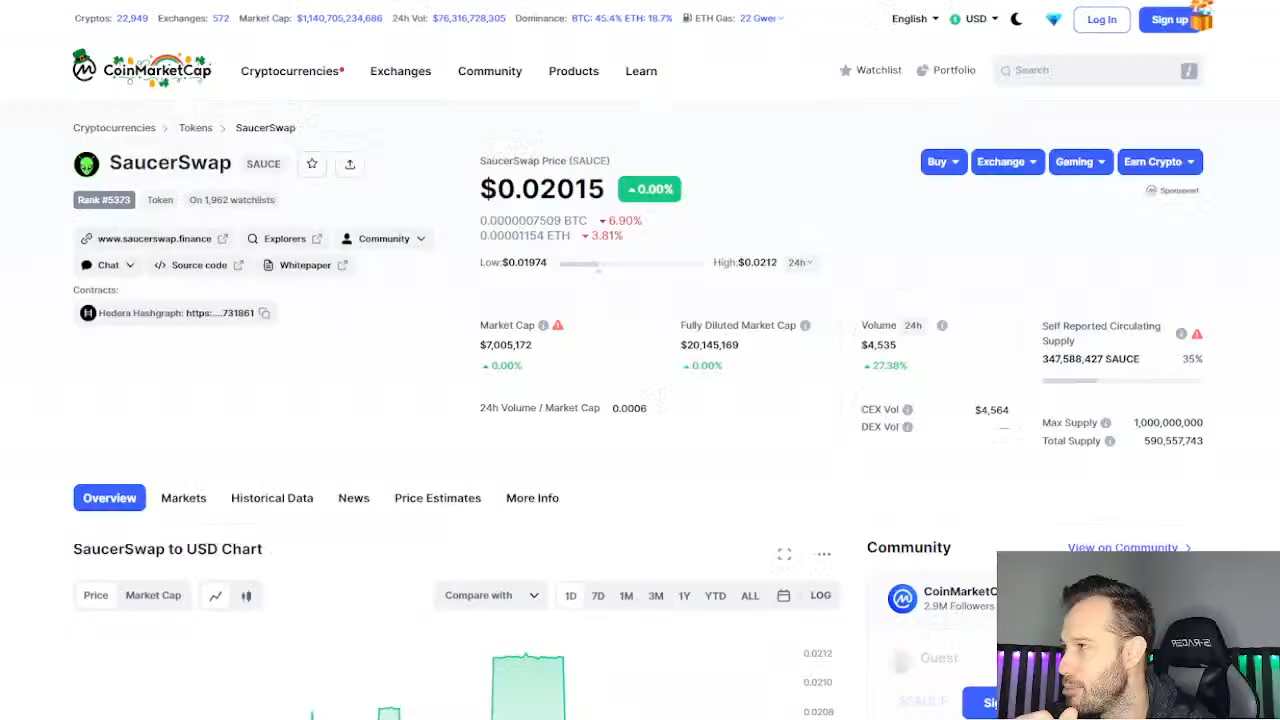 Cryptos: 22,949 Exchanges: 572 Market Cap: $1,140,705,234,686 24h Vol: $76,316,728,305 Dominance: BTC: 45.4% ETH: 18.7% ETH Gas: 22 Gwei English USD Log In Sign up
CoinMarketCap Cryptocurrencies Exchanges Community Products Learn Watchlist Portfolio Search /
Cryptocurrencies Tokens SaucerSwap
SaucerSwap SAUCE
Rank #5373 Token On 1,962 watchlists
www.saucerswap.finance Explorers Community
Chat Source code Whitepaper
Contracts:
Hedera Hashgraph: https:....731861
SaucerSwap Price (SAUCE)
$0.02015 0.00%
0.0000007509 BTC 6.90%
0.00001154 ETH 3.81%
Low:$0.01974 High:$0.0212 24h
Buy Exchange Gaming Earn Crypto
Sponsored
Market Cap
$7,005,172
0.00%
Fully Diluted Market Cap
$20,145,169
0.00%
Volume 24h
$4,535
27.38%
Self Reported Circulating
Supply
347,588,427 SAUCE 35%
24h Volume / Market Cap 0.0006
CEX Vol $4,564
DEX Vol —
Max Supply 1,000,000,000
Total Supply 590,557,743
Overview Markets Historical Data News Price Estimates More Info
SaucerSwap to USD Chart
Price Market Cap Compare with 1D 7D 1M 3M 1Y YTD ALL LOG
0.0212
0.0210
0.0208
Community View on Community
CoinMarketC
2.9M Followers
Guest
$SAUCE Si